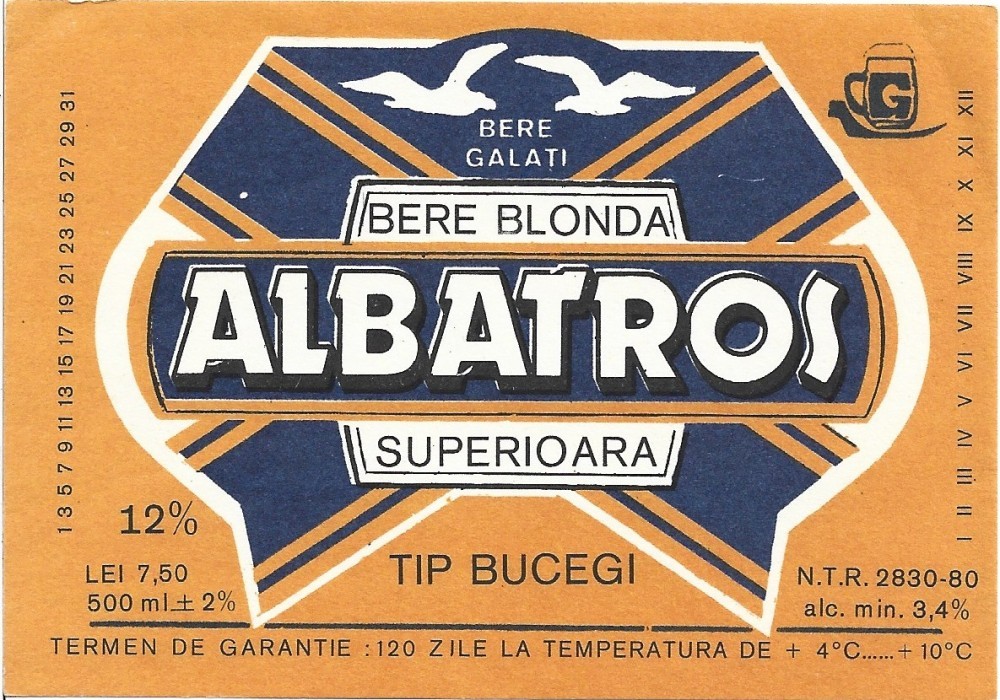 BERE
GALATI
G
BERE BLONDA
ALBATROS
SUPERIOARA
TIP BUCEGI
1 3 5 7 9 11 13 15 17 19 21 23 25 27 29 31
I II III IV V VI VII VIII IX X XI XII
12%
LEI 7,50
500 ml ± 2%
N.T.R. 2830-80
alc. min. 3,4%
TERMEN DE GARANTIE :120 ZILE LA TEMPERATURA DE + 4°C......+ 10°C